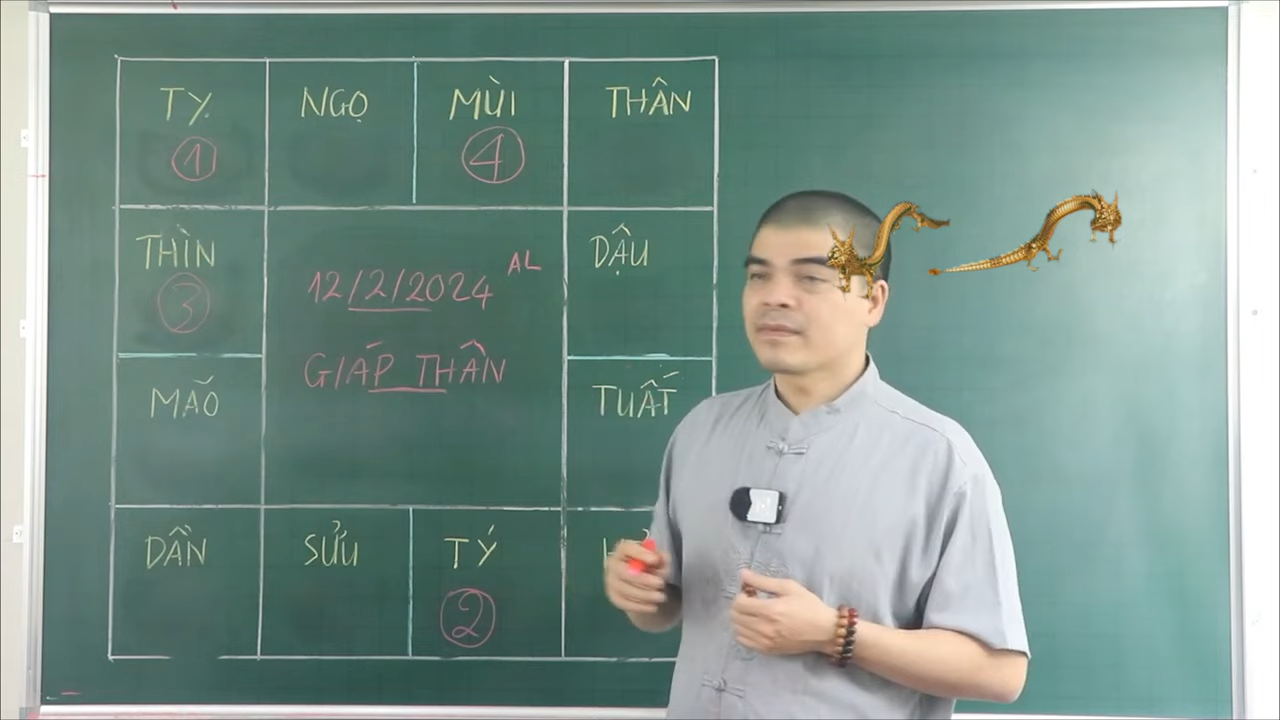 TỴ
NGỌ
MÙI
THÂN
1
4
THÌN
DẬU
3
12/2/2024 AL
GIÁP THÂN
MÃO
TUẤT
DẦN
SỬU
TÝ
2